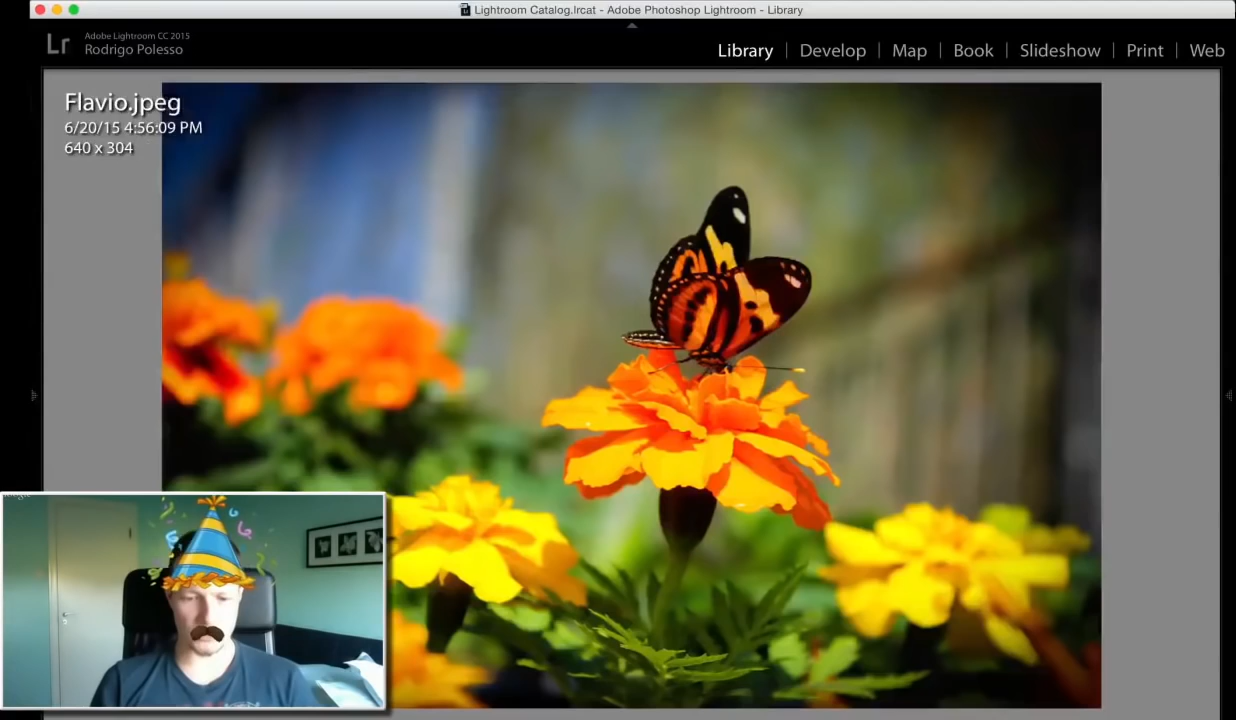 Lightroom Catalog.lrcat - Adobe Photoshop Lightroom - Library
Lr
Adobe Lightroom CC 2015
Rodrigo Polesso
Library | Develop | Map | Book | Slideshow | Print | Web
Flavio.jpeg
6/20/15 4:56:09 PM
640 x 304